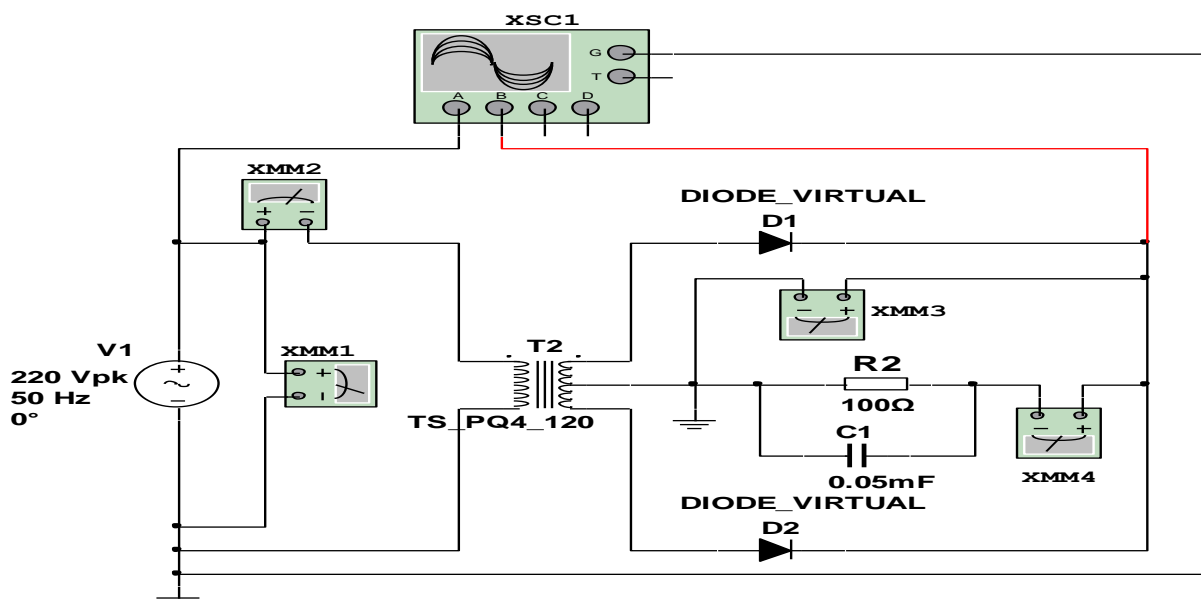 XSC1
G
T
A B C D
XMM2
+ −
DIODE_VIRTUAL
D1
− +
XMM3
V1
220 Vpk
50 Hz
0°
+
−
XMM1
+
−
T2
TS_PQ4_120
R2
100Ω
C1
0.05mF
− +
XMM4
DIODE_VIRTUAL
D2